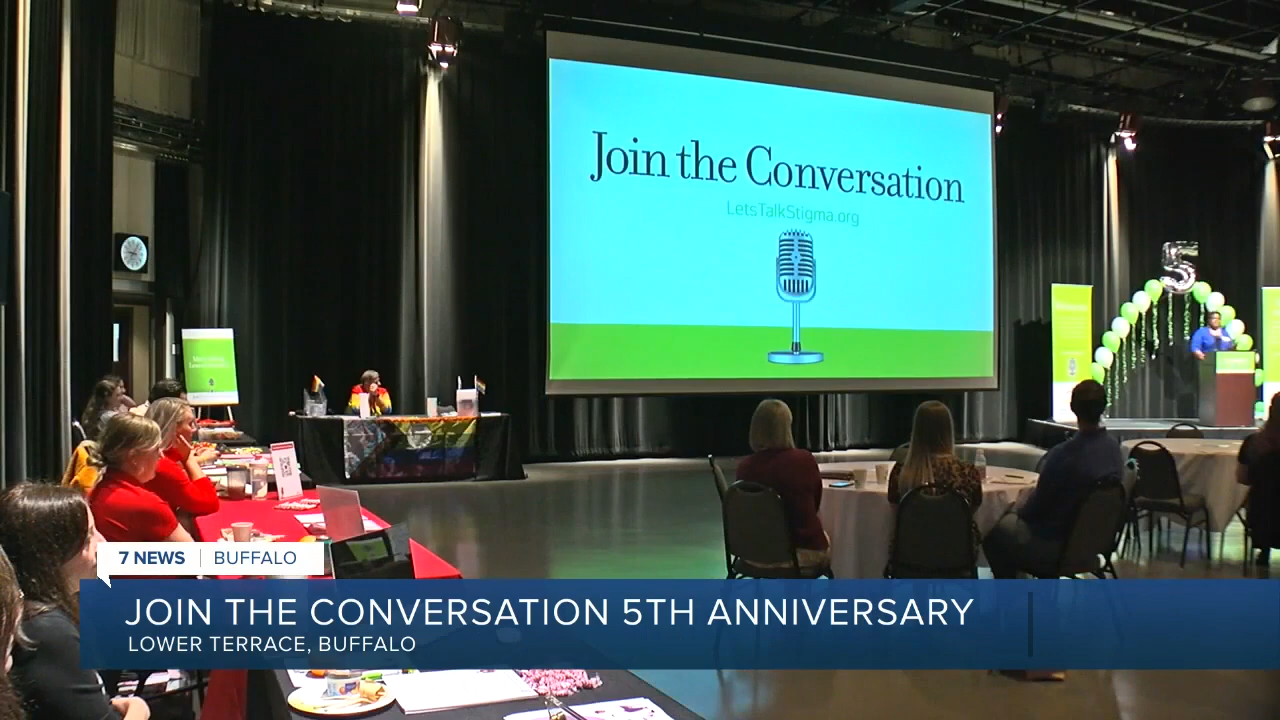 Join the Conversation
LetsTalkStigma.org
5
7 NEWS | BUFFALO
JOIN THE CONVERSATION 5TH ANNIVERSARY
LOWER TERRACE, BUFFALO